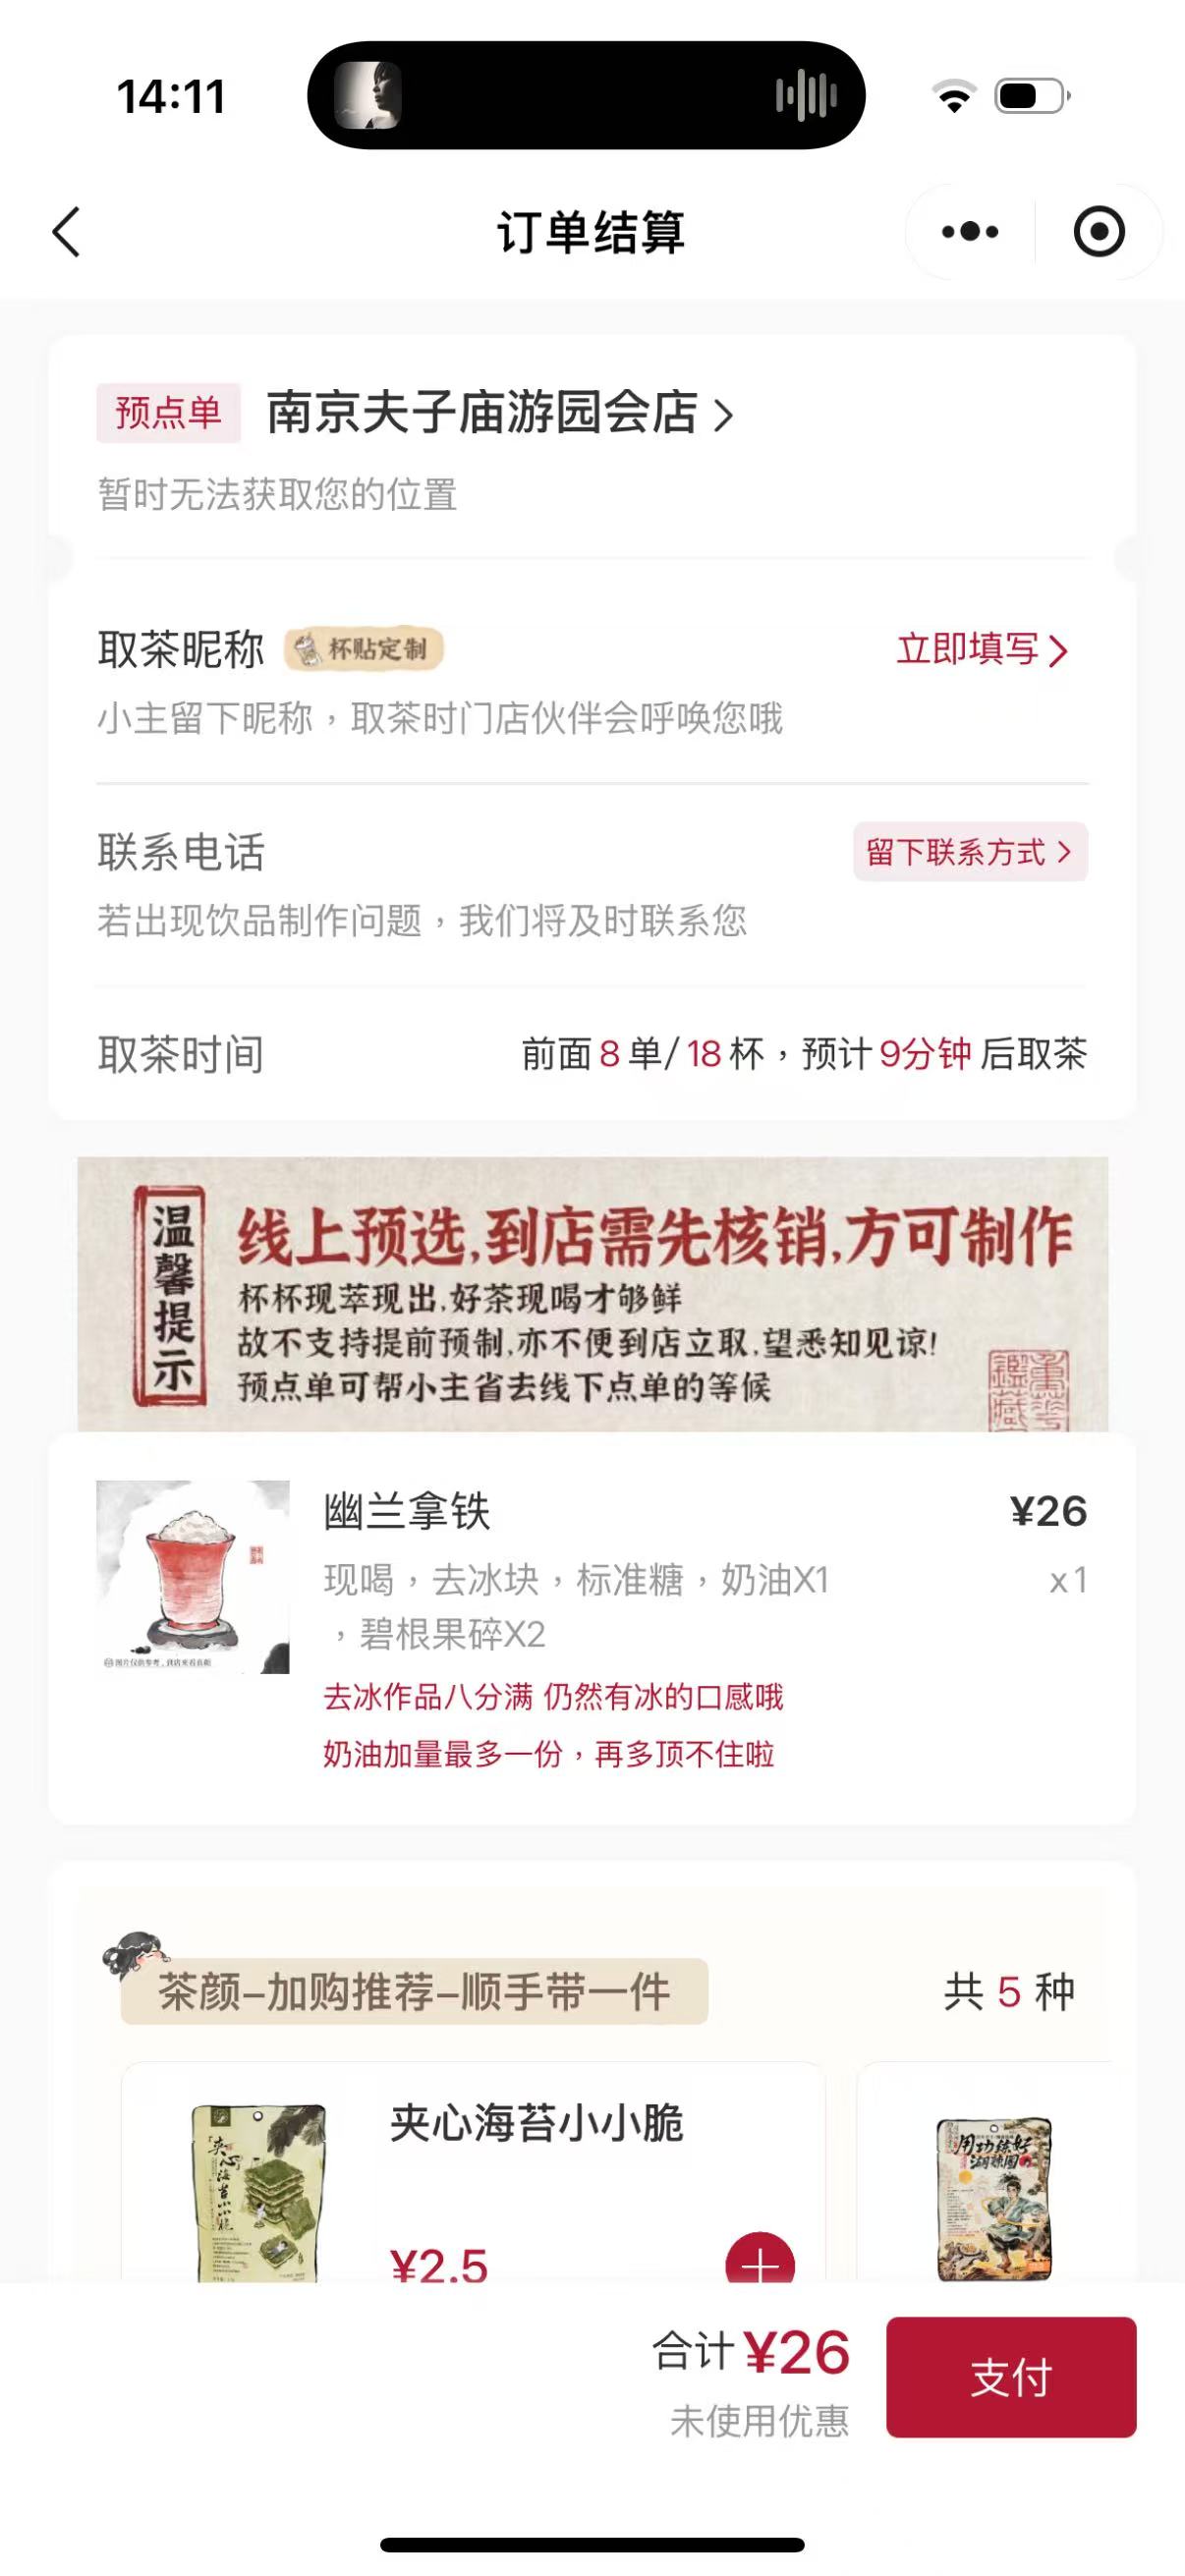 14:11
订单结算
预点单 南京夫子庙游园会店
暂时无法获取您的位置
取茶昵称 杯贴定制 立即填写
小主留下昵称，取茶时门店伙伴会呼唤您哦
联系电话 留下联系方式
若出现饮品制作问题，我们将及时联系您
取茶时间 前面 8 单/ 18 杯，预计 9分钟 后取茶
温馨提示
线上预选,到店需先核销,方可制作
杯杯现萃现出,好茶现喝才够鲜
故不支持提前预制,亦不便到店立取,望悉知见谅!
预点单可帮小主省去线下点单的等候
幽兰拿铁 ¥26
现喝，去冰块，标准糖，奶油X1 x1
，碧根果碎X2
去冰作品八分满 仍然有冰的口感哦
奶油加量最多一份，再多顶不住啦
茶颜–加购推荐–顺手带一件 共 5 种
夹心海苔小小脆
夹心海苔小小脆
¥2.5
合计 ¥26
支付
未使用优惠